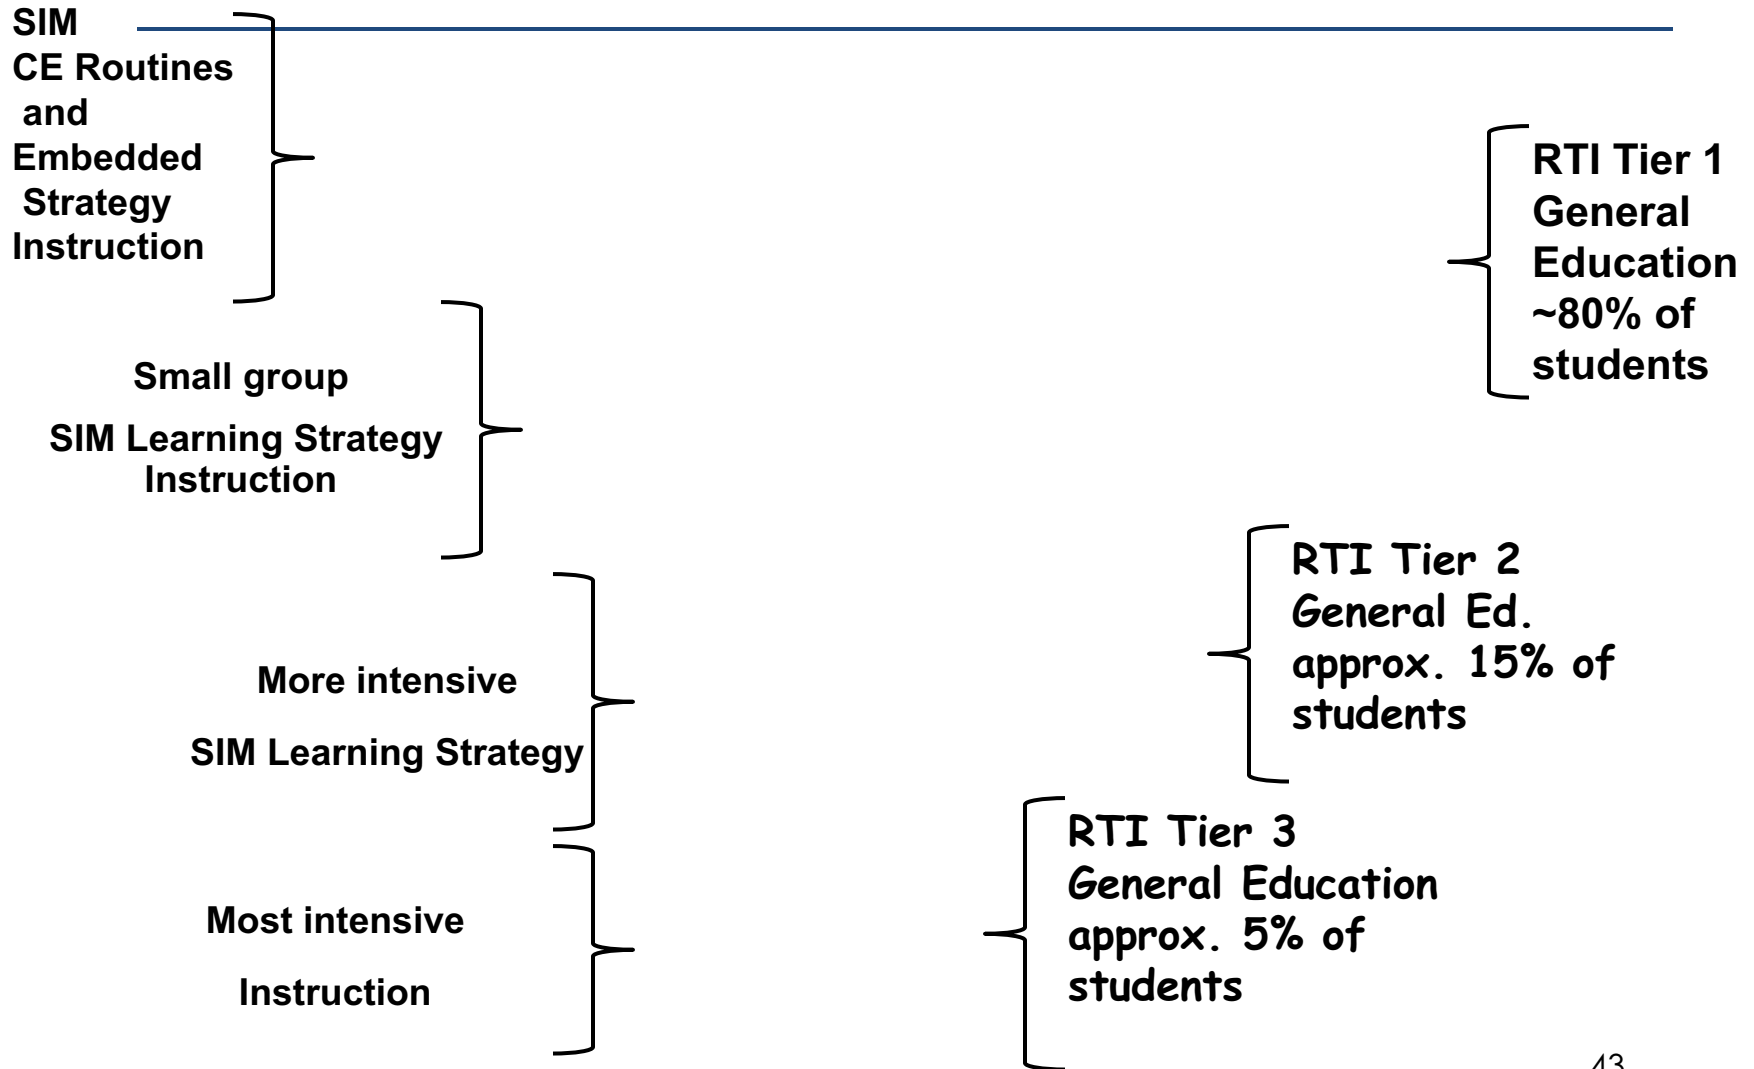 SIM
CE Routines
and
Embedded
Strategy
Instruction
RTI Tier 1
General
Education
~80% of
students
Small group
SIM Learning Strategy
Instruction
RTI Tier 2
General Ed.
approx. 15% of
students
More intensive
SIM Learning Strategy
RTI Tier 3
General Education
approx. 5% of
students
Most intensive
Instruction
43